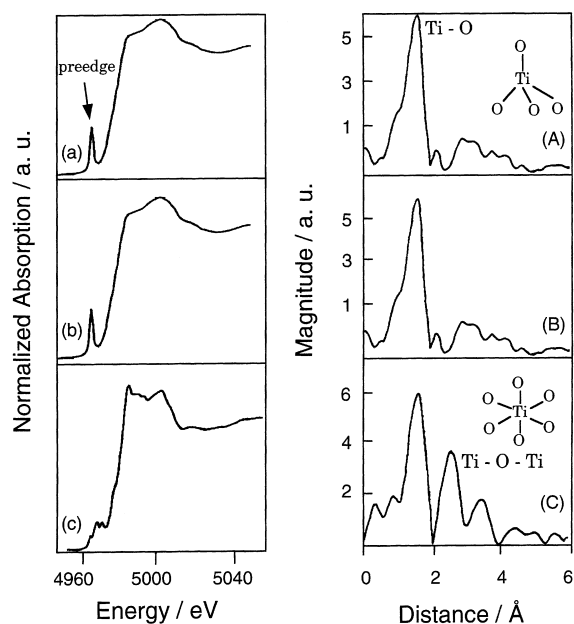 Normalized Absorption / a. u.
preedge
(a)
(b)
(c)
4960 5000 5040
Energy / eV
Magnitude / a. u.
5
3
1
Ti - O
O
Ti
O O O
(A)
5
3
1
(B)
6
4
2
O
O O
Ti
O O
O
Ti - O - Ti
(C)
0 2 4 6
Distance / Å